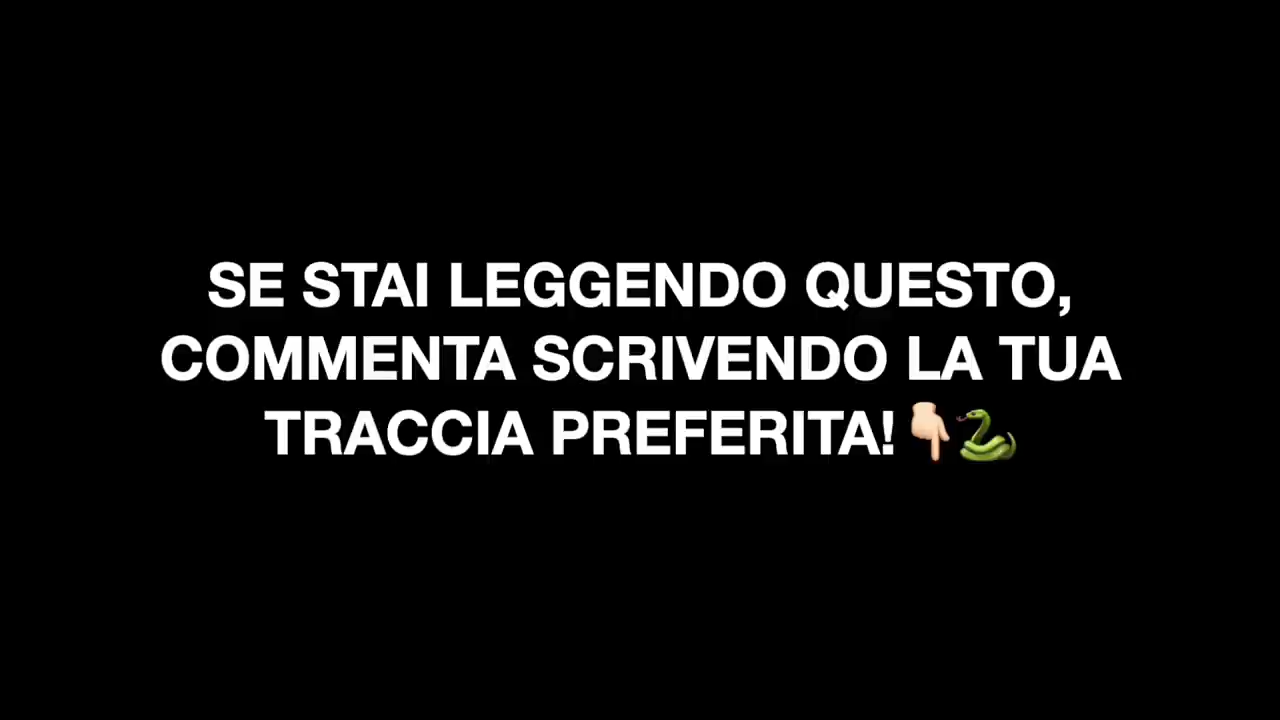 SE STAI LEGGENDO QUESTO,
COMMENTA SCRIVENDO LA TUA
TRACCIA PREFERITA!👇🏻🐍